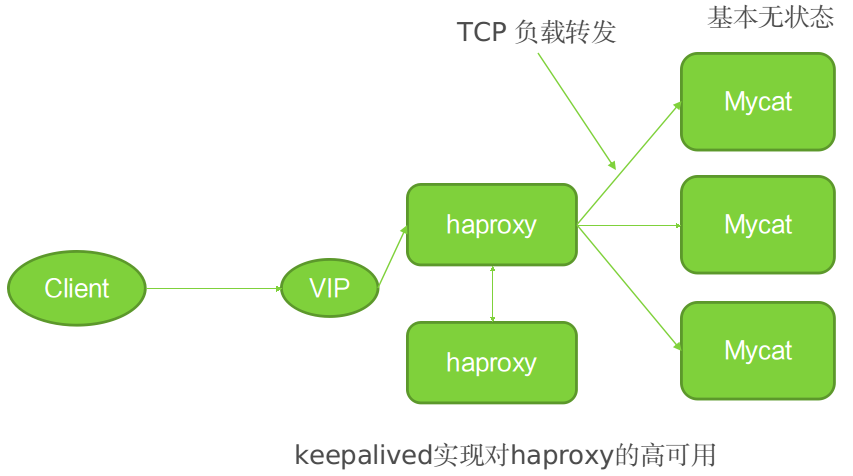 基本无状态
TCP 负载转发
Mycat
haproxy
Mycat
Client
VIP
haproxy
Mycat
keepalived实现对haproxy的高可用